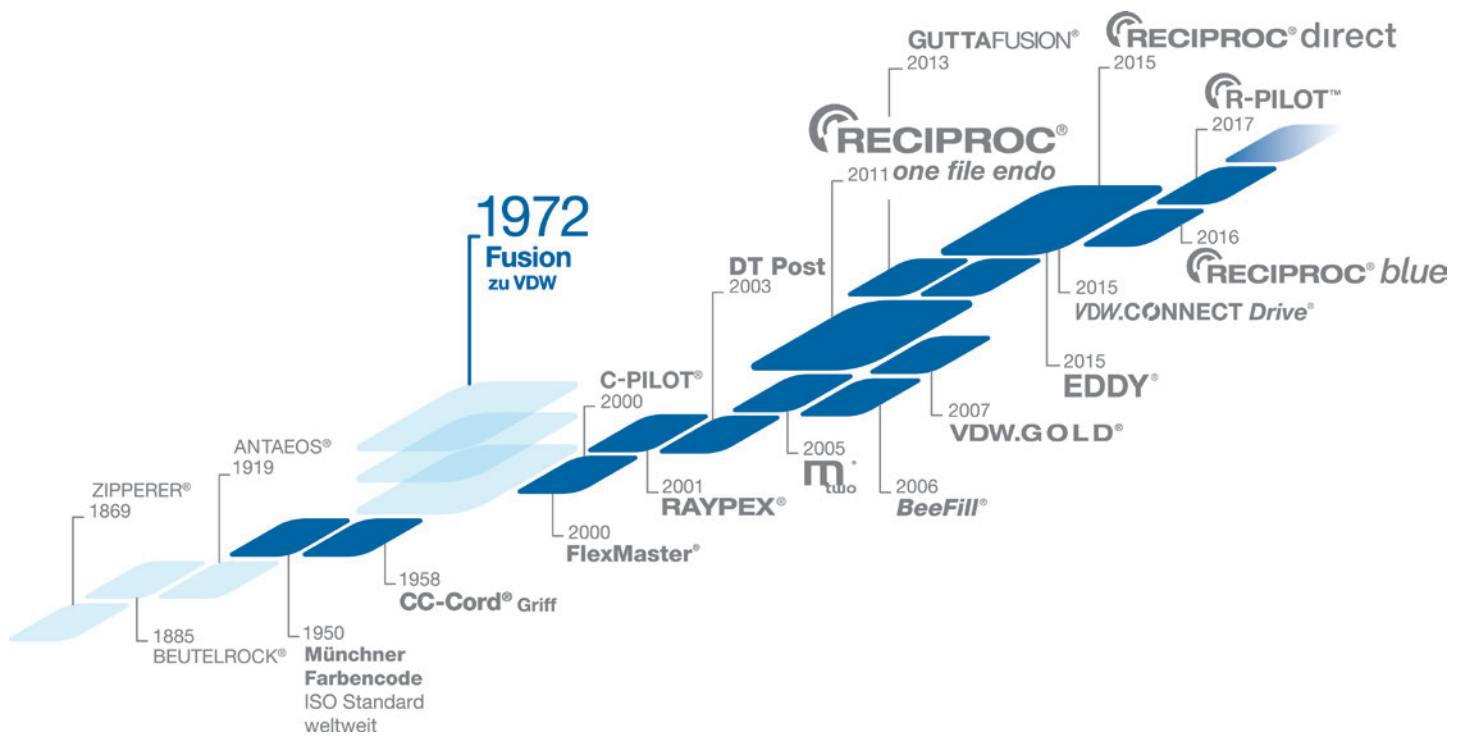 ZIPPERER®
1869
1885
BEUTELROCK®
ANTAEOS®
1919
1950
Münchner
Farbencode
ISO Standard
weltweit
1958
CC-Cord® Griff
1972
Fusion
zu VDW
2000
FlexMaster®
C-PILOT®
2000
2001
RAYPEX®
DT Post
2003
2005
Mtwo®
2006
BeeFill®
2007
VDW.GOLD®
RECIPROC®
2011 one file endo
GUTTAFUSION®
2013
2015
EDDY®
2015
VDW.CONNECT Drive®
RECIPROC® direct
2015
2016
RECIPROC® blue
R-PILOT™
2017